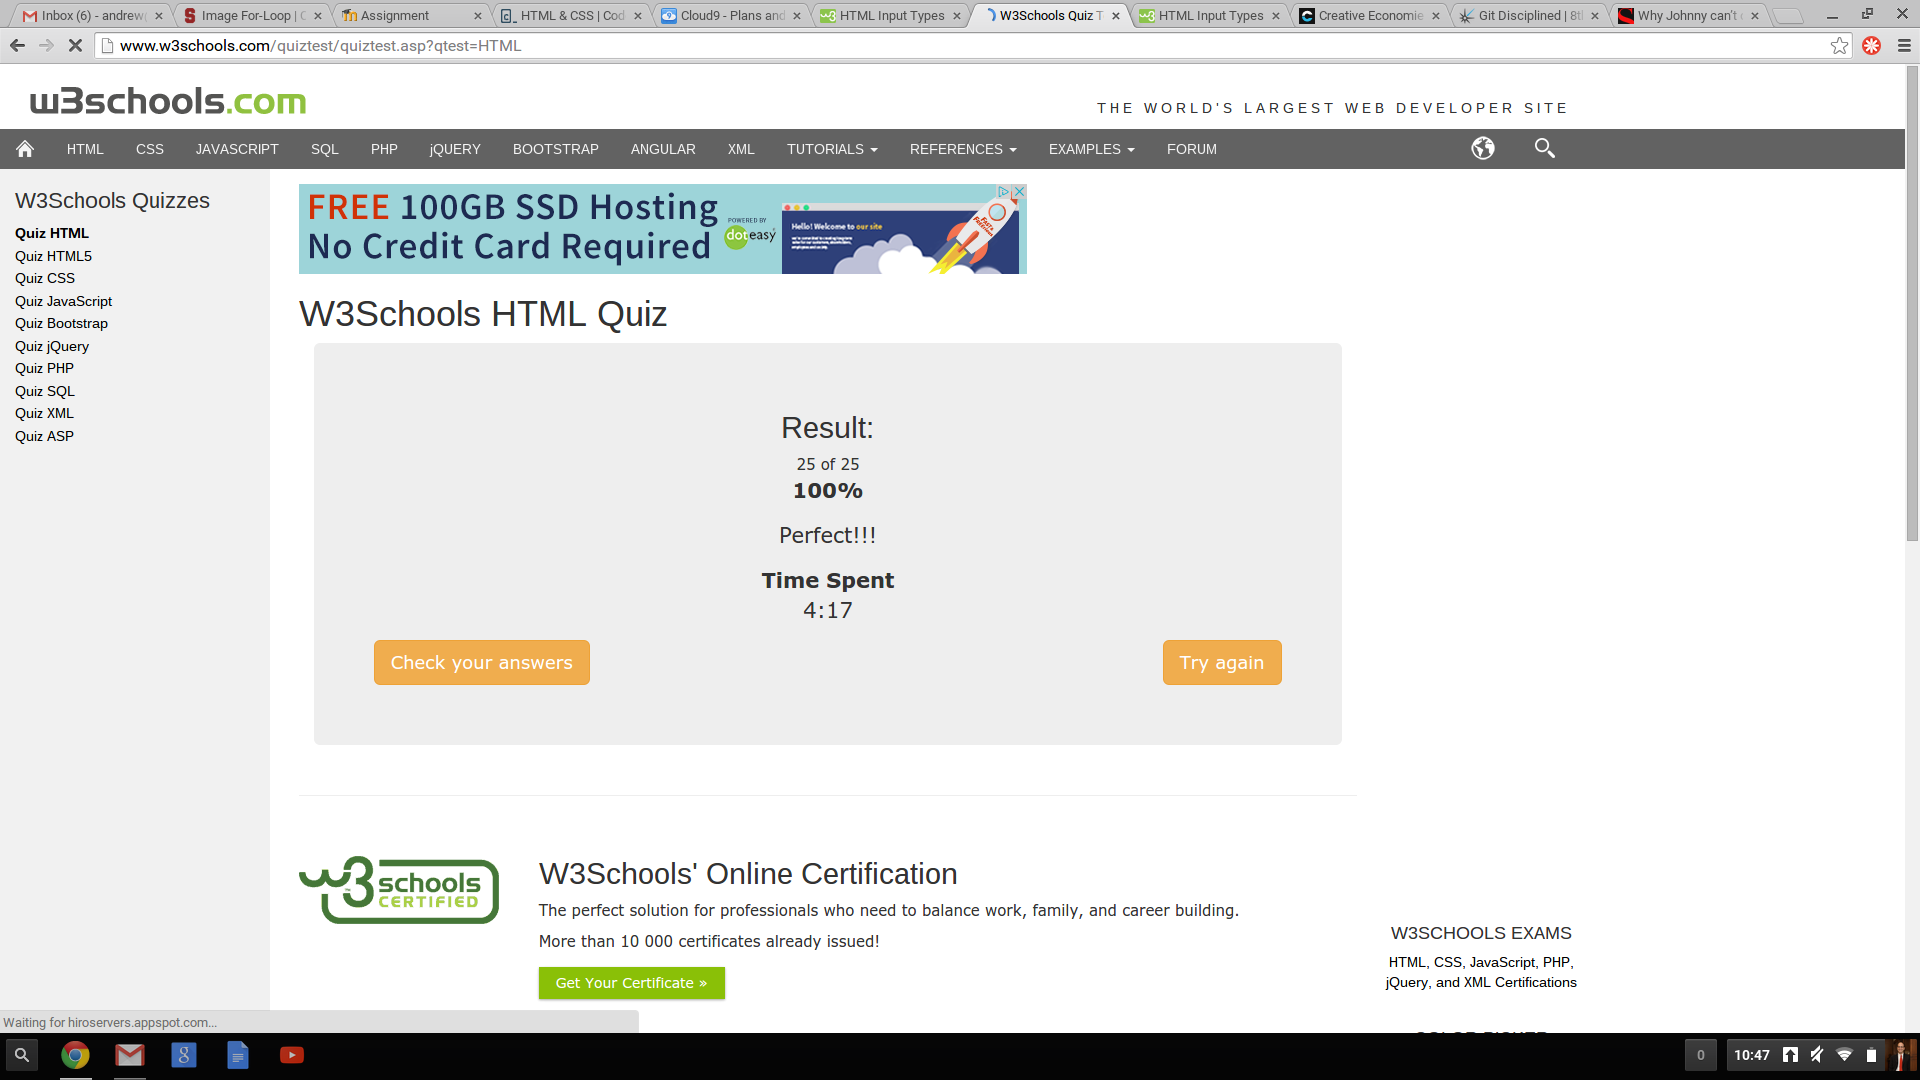 Inbox (6) - andrew
Image For-Loop | C
Assignment
HTML & CSS | Cod
Cloud9 - Plans and
HTML Input Types
W3Schools Quiz T
HTML Input Types
Creative Economie
Git Disciplined | 8t
Why Johnny can't
www.w3schools.com/quiztest/quiztest.asp?qtest=HTML
w3schools.com
THE WORLD'S LARGEST WEB DEVELOPER SITE
HTML CSS JAVASCRIPT SQL PHP jQUERY BOOTSTRAP ANGULAR XML TUTORIALS REFERENCES EXAMPLES FORUM
W3Schools Quizzes
Quiz HTML
Quiz HTML5
Quiz CSS
Quiz JavaScript
Quiz Bootstrap
Quiz jQuery
Quiz PHP
Quiz SQL
Quiz XML
Quiz ASP
FREE 100GB SSD Hosting
No Credit Card Required
POWERED BY
doteasy
Hello! Welcome to our site
W3Schools HTML Quiz
Result:
25 of 25
100%
Perfect!!!
Time Spent
4:17
Check your answers
Try again
w3schools
CERTIFIED
W3Schools' Online Certification
The perfect solution for professionals who need to balance work, family, and career building.
More than 10 000 certificates already issued!
Get Your Certificate »
W3SCHOOLS EXAMS
HTML, CSS, JavaScript, PHP,
jQuery, and XML Certifications
Waiting for hiroservers.appspot.com...
0
10:47